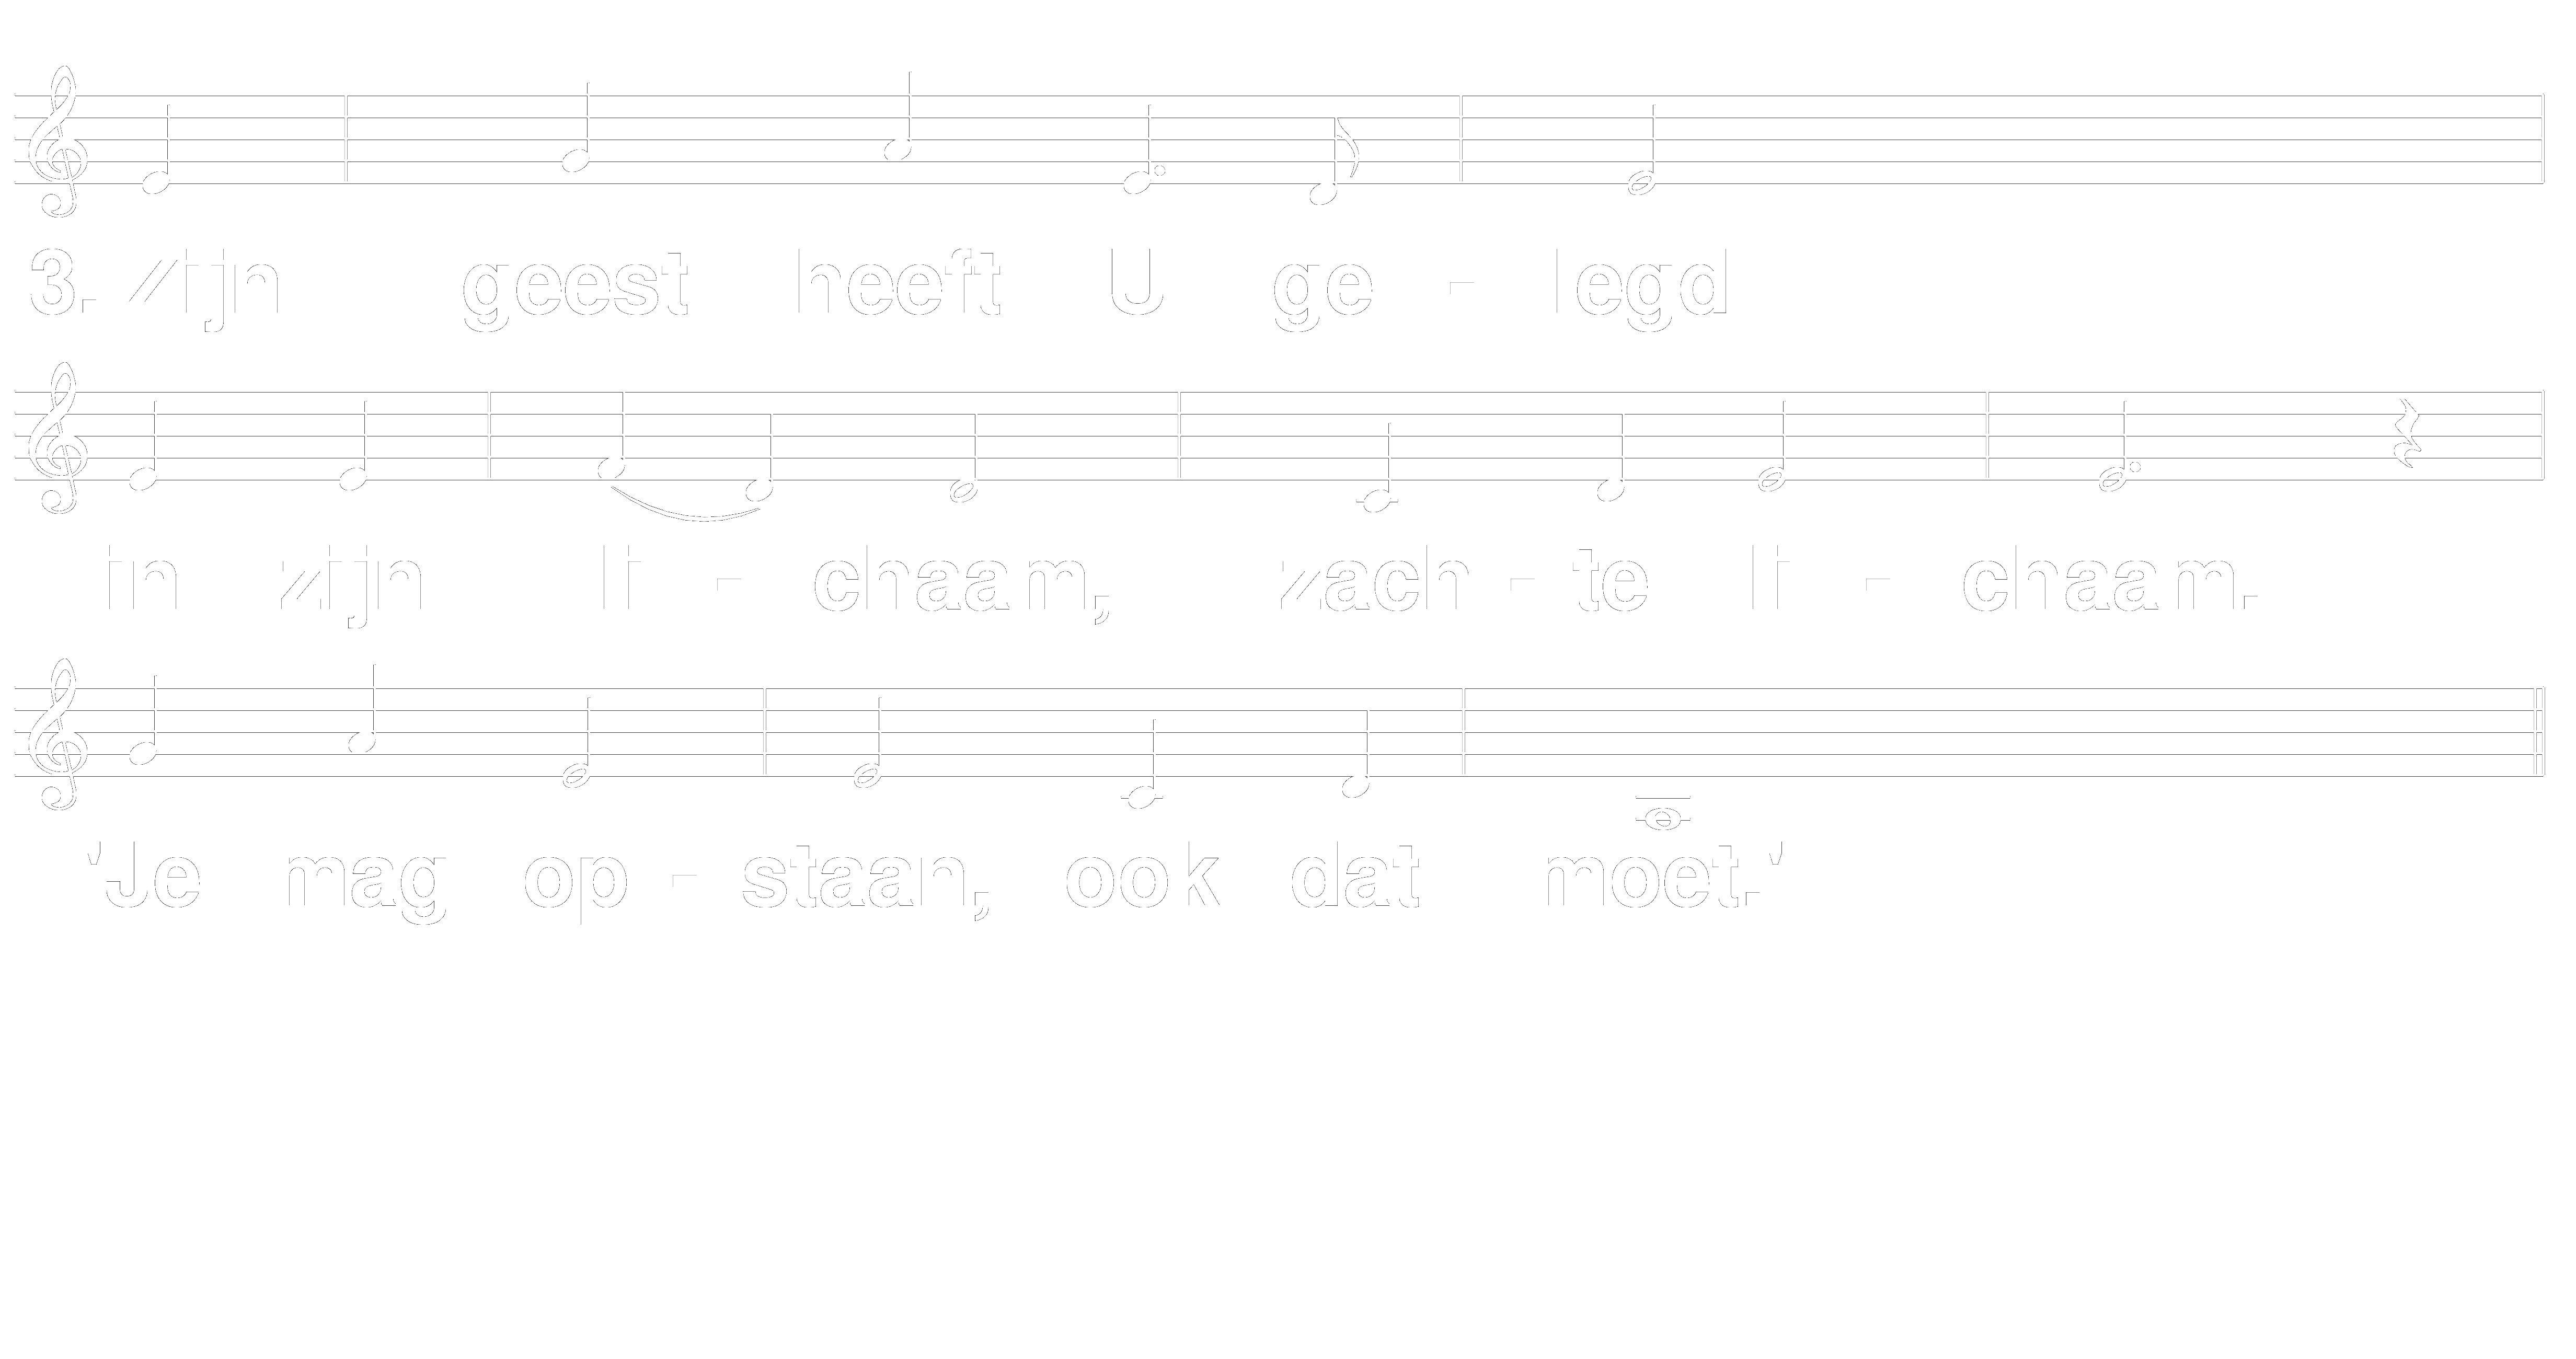 3. Zijn geest heeft U ge - legd
in zijn li - chaam, zach - te li - chaam.
'Je mag op - staan, ook dat moet.'